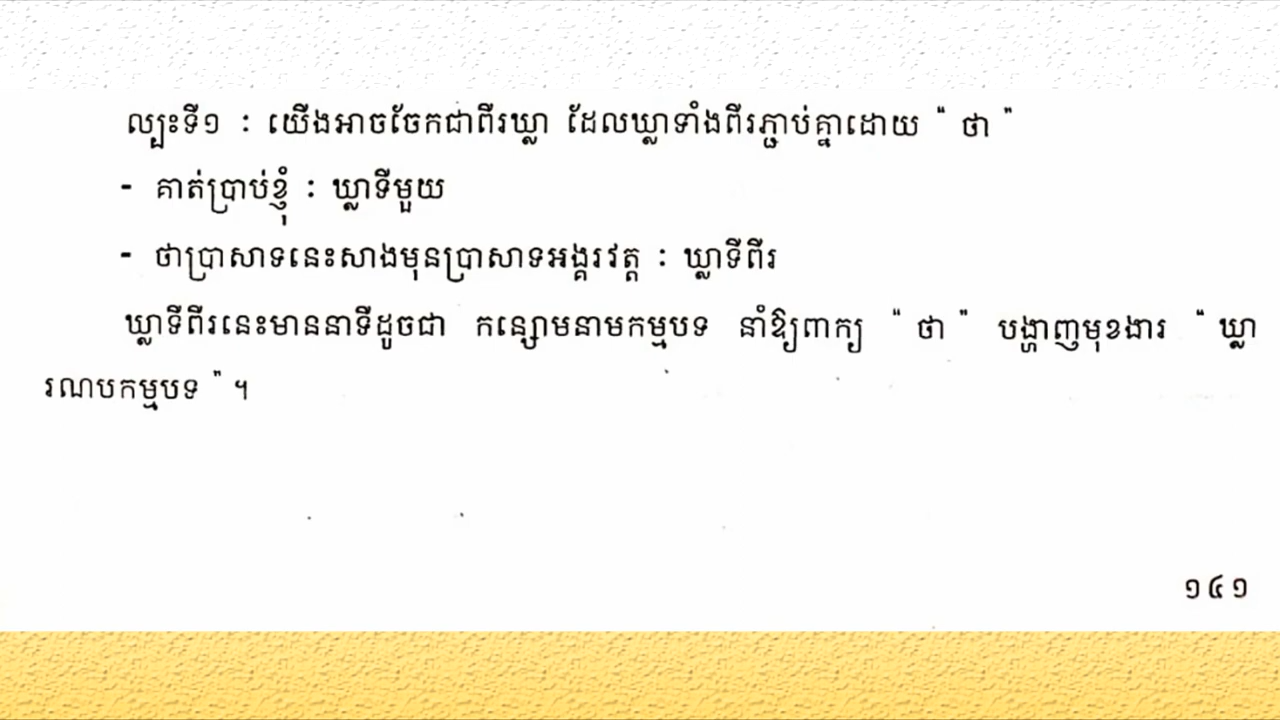 ល្បះទី១ ៖ យើងអាចចែកជាពីរឃ្លា ដែលឃ្លាទាំងពីរភ្ជាប់គ្នាដោយ " ថា "
- គាត់ប្រាប់ខ្ញុំ ៖ ឃ្លាទីមួយ
- ថាប្រាសាទនេះសាងមុនប្រាសាទអង្គរវត្ត ៖ ឃ្លាទីពីរ
ឃ្លាទីពីរនេះមាននាទីដូចជា កន្សោមនាមកម្មបទ នាំឱ្យពាក្យ " ថា " បង្ហាញមុខងារ " ឃ្លា
រណបកម្មបទ " ។
១៤១